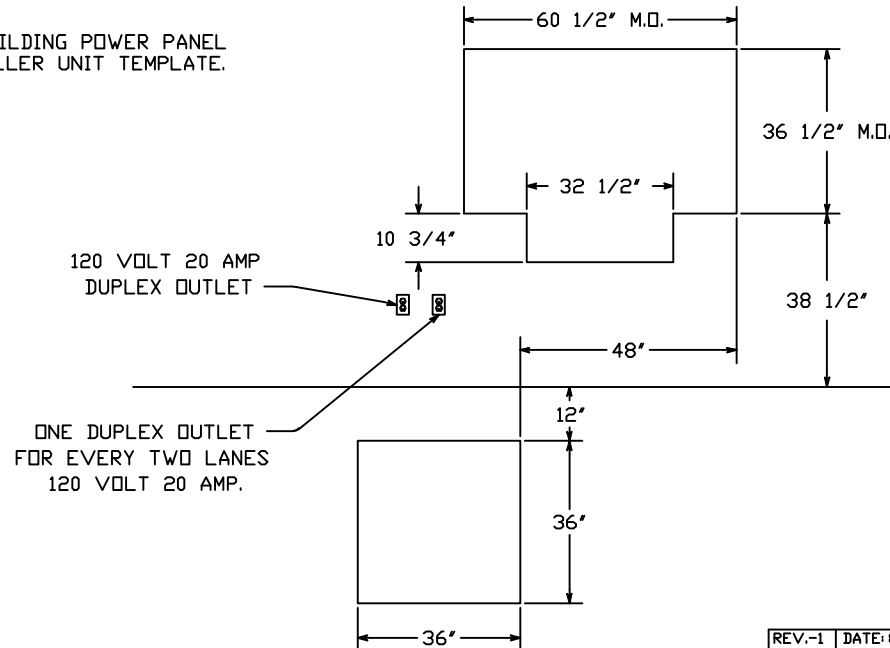 60 1/2" M.O.
UNIT TEMPLATE.
POWER PANEL
36 1/2" M.O.
32 1/2"
10 3/4"
120 VOLT 20 AMP
DUPLEX OUTLET
38 1/2"
48"
12"
ONE DUPLEX OUTLET
FOR EVERY TWO LANES
120 VOLT 20 AMP.
36"
36"
REV.-1 DATE: